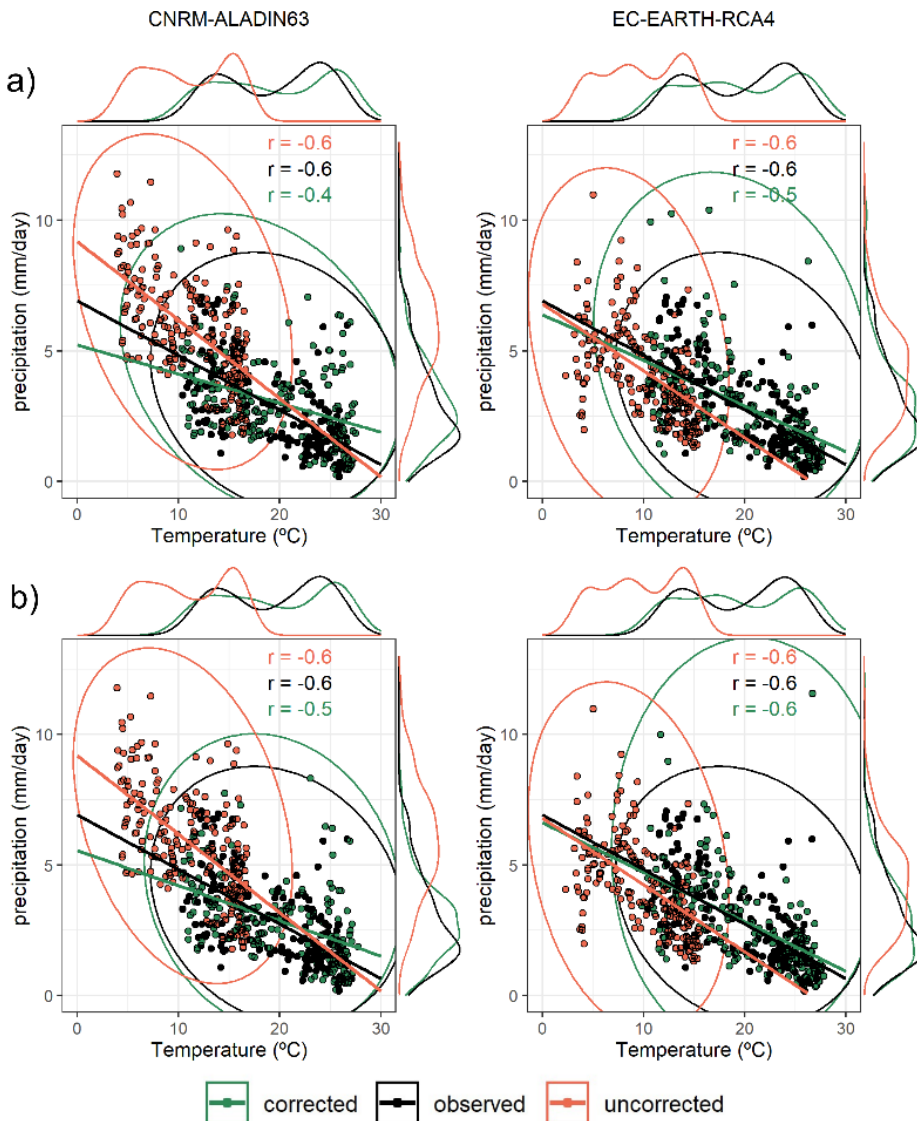 CNRM-ALADIN63
EC-EARTH-RCA4
a)
r = -0.6
r = -0.6
r = -0.4
10
5
0
precipitation (mm/day)
0
10
20
30
Temperature (ºC)
r = -0.6
r = -0.6
r = -0.5
10
5
0
precipitation (mm/day)
0
10
20
30
Temperature (ºC)
b)
r = -0.6
r = -0.6
r = -0.5
10
5
0
precipitation (mm/day)
0
10
20
30
Temperature (ºC)
r = -0.6
r = -0.6
r = -0.6
10
5
0
precipitation (mm/day)
0
10
20
30
Temperature (ºC)
corrected
observed
uncorrected